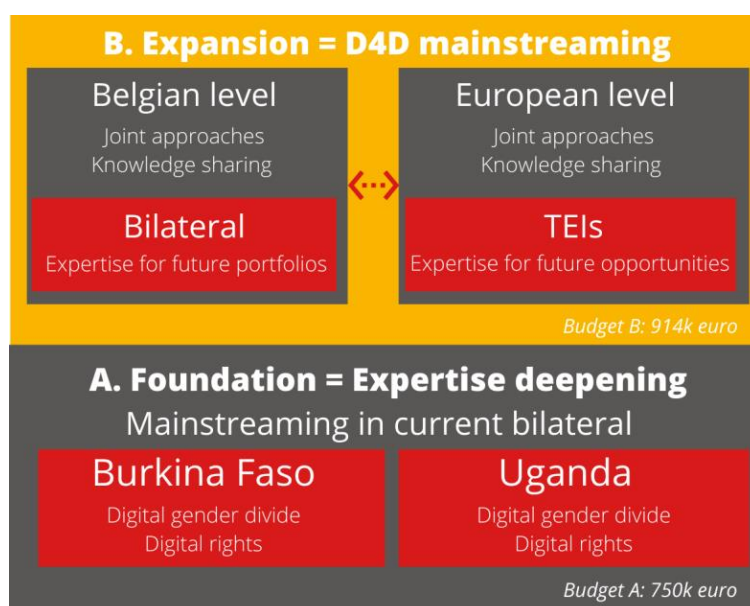 B. Expansion = D4D mainstreaming
Belgian level
Joint approaches
Knowledge sharing
Bilateral
Expertise for future portfolios
European level
Joint approaches
Knowledge sharing
TEIs
Expertise for future opportunities
Budget B: 914k euro
A. Foundation = Expertise deepening
Mainstreaming in current bilateral
Burkina Faso
Digital gender divide
Digital rights
Uganda
Digital gender divide
Digital rights
Budget A: 750k euro